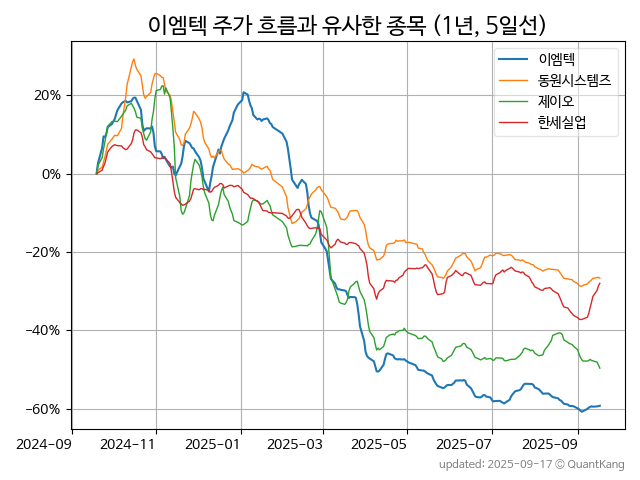 이엠텍 주가 흐름과 유사한 종목 (1년, 5일선)
이엠텍
동원시스템즈
제이오
한세실업
20%
0%
−20%
−40%
−60%
2024-09
2024-11
2025-01
2025-03
2025-05
2025-07
2025-09
updated: 2025-09-17 © QuantKang